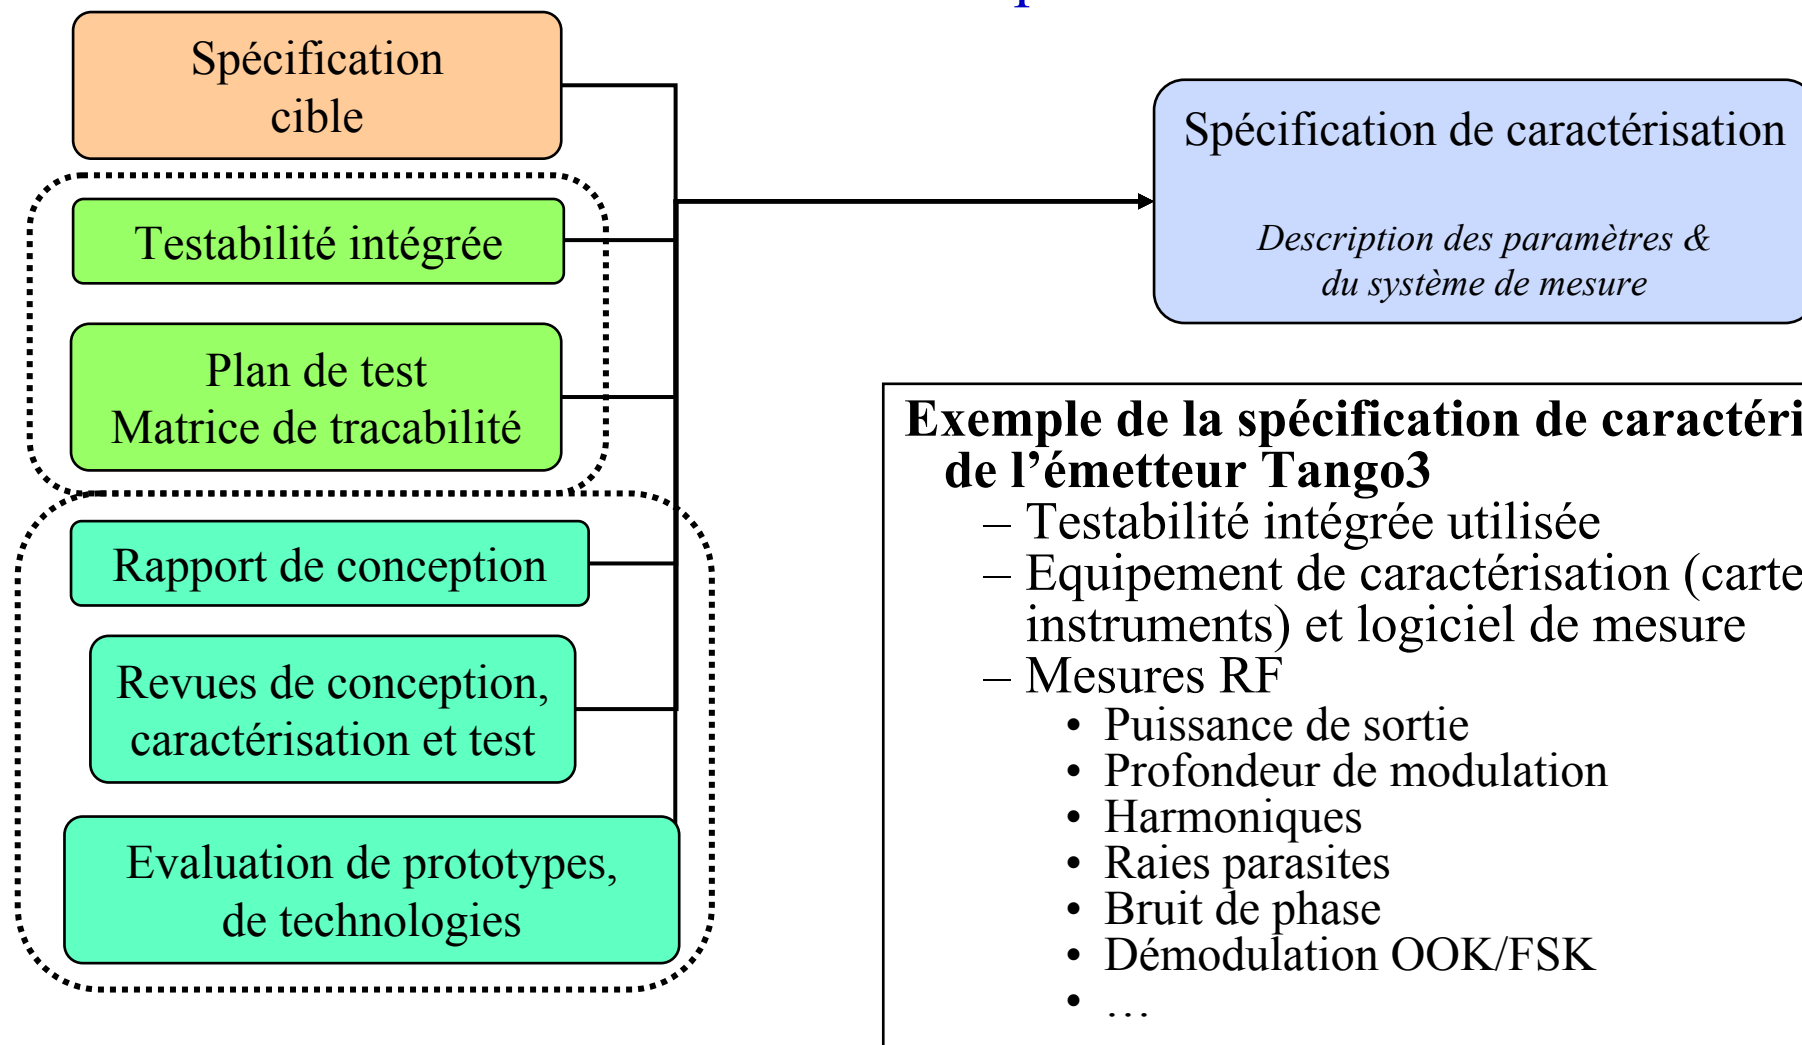 Spécification
cible
Testabilité intégrée
Plan de test
Matrice de tracabilité
Rapport de conception
Revues de conception,
caractérisation et test
Evaluation de prototypes,
de technologies
Spécification de caractérisation
Description des paramètres &
du système de mesure
Exemple de la spécification de caractéri
de l’émetteur Tango3
– Testabilité intégrée utilisée
– Equipement de caractérisation (carte
instruments) et logiciel de mesure
– Mesures RF
• Puissance de sortie
• Profondeur de modulation
• Harmoniques
• Raies parasites
• Bruit de phase
• Démodulation OOK/FSK
• …